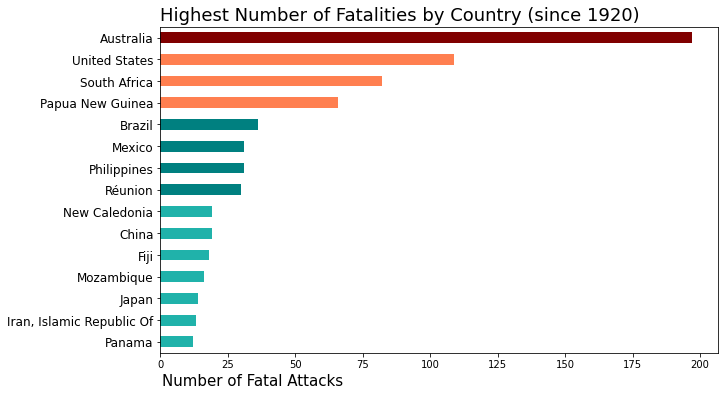 Highest Number of Fatalities by Country (since 1920)
Australia
United States
South Africa
Papua New Guinea
Brazil
Mexico
Philippines
Réunion
New Caledonia
China
Fiji
Mozambique
Japan
Iran, Islamic Republic Of
Panama
0 25 50 75 100 125 150 175 200
Number of Fatal Attacks